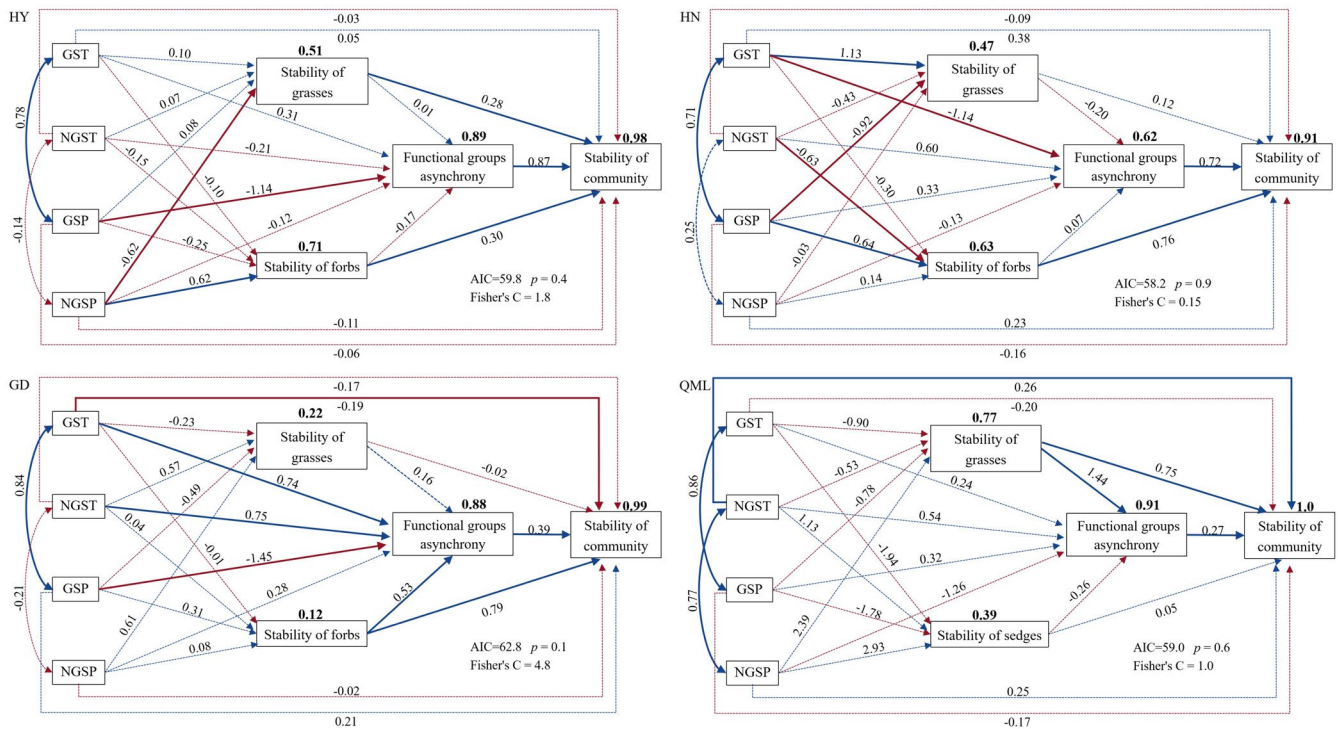 HY
-0.03
0.05
GST
0.10
0.51
Stability of
grasses
0.07
0.31
0.08
0.01
0.28
0.78
NGST
-0.21
-0.15
-0.10
0.89
Functional groups
asynchrony
0.87
0.98
Stability of
community
GSP
-1.14
-0.12
-0.25
-0.17
-0.14
-0.62
0.71
Stability of forbs
0.30
NGSP
0.62
AIC=59.8 p = 0.4
Fisher's C = 1.8
-0.11
-0.06
HN
-0.09
0.38
GST
1.13
0.47
Stability of
grasses
-0.43
-1.14
-0.92
-0.20
0.12
0.71
NGST
0.60
-0.63
-0.30
0.62
Functional groups
asynchrony
0.72
0.91
Stability of
community
GSP
0.33
-0.13
0.64
0.07
0.25
-0.03
0.63
Stability of forbs
0.76
NGSP
0.14
AIC=58.2 p = 0.9
Fisher's C = 0.15
0.23
-0.16
GD
-0.17
-0.19
GST
-0.23
0.22
Stability of
grasses
0.57
0.74
-0.49
0.16
-0.02
0.84
NGST
0.75
0.04
-0.01
0.88
Functional groups
asynchrony
0.39
0.99
Stability of
community
GSP
-1.45
0.28
0.31
0.53
-0.21
0.61
0.12
Stability of forbs
0.79
NGSP
0.08
AIC=62.8 p = 0.1
Fisher's C = 4.8
-0.02
0.21
QML
0.26
-0.20
GST
-0.90
0.77
Stability of
grasses
-0.53
0.24
-0.78
1.44
0.75
0.86
NGST
0.54
1.13
-1.94
0.91
Functional groups
asynchrony
0.27
1.0
Stability of
community
GSP
0.32
-1.26
-1.78
-0.26
0.77
2.39
0.39
Stability of sedges
0.05
NGSP
2.93
AIC=59.0 p = 0.6
Fisher's C = 1.0
0.25
-0.17